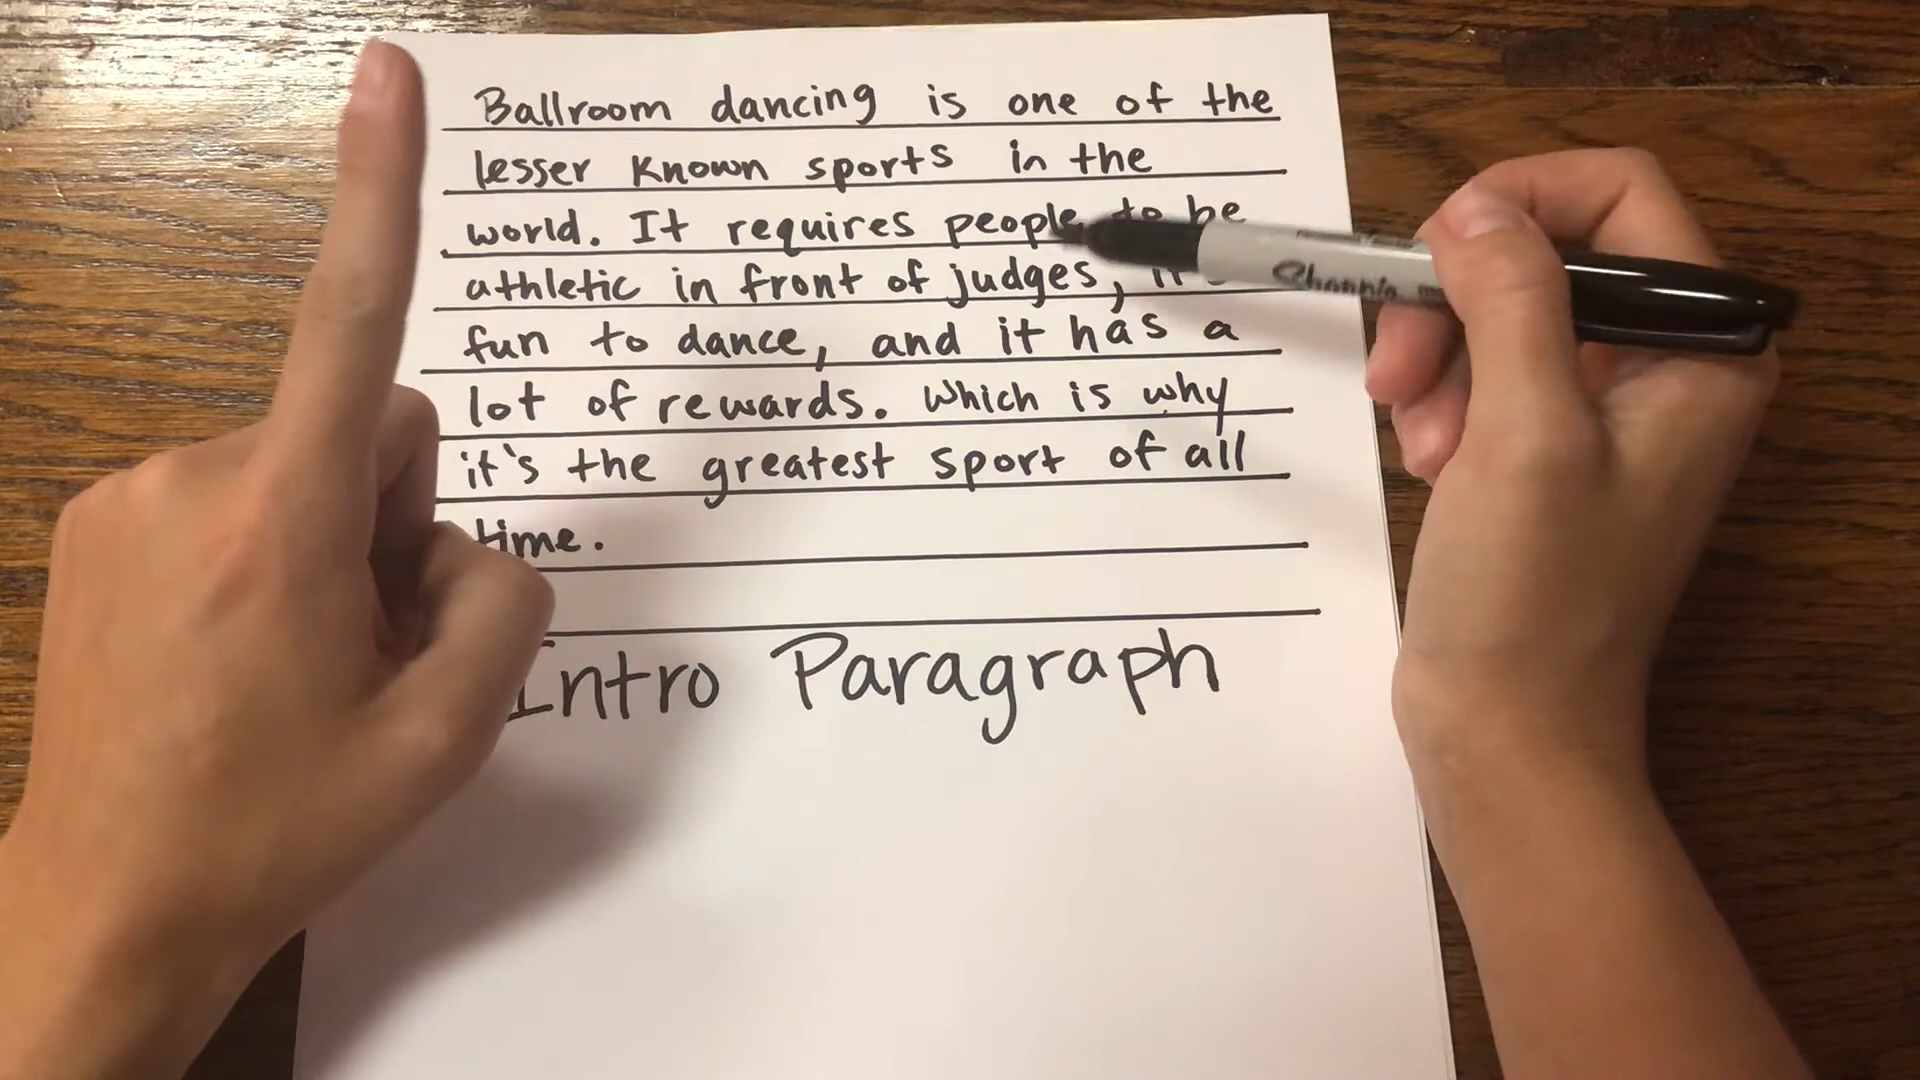 Ballroom dancing is one of the
lesser known sports in the
world. It requires people to be
athletic in front of judges,
fun to dance, and it has a
lot of rewards. Which is why
it's the greatest sport of all
time.
Intro Paragraph
Sharpie